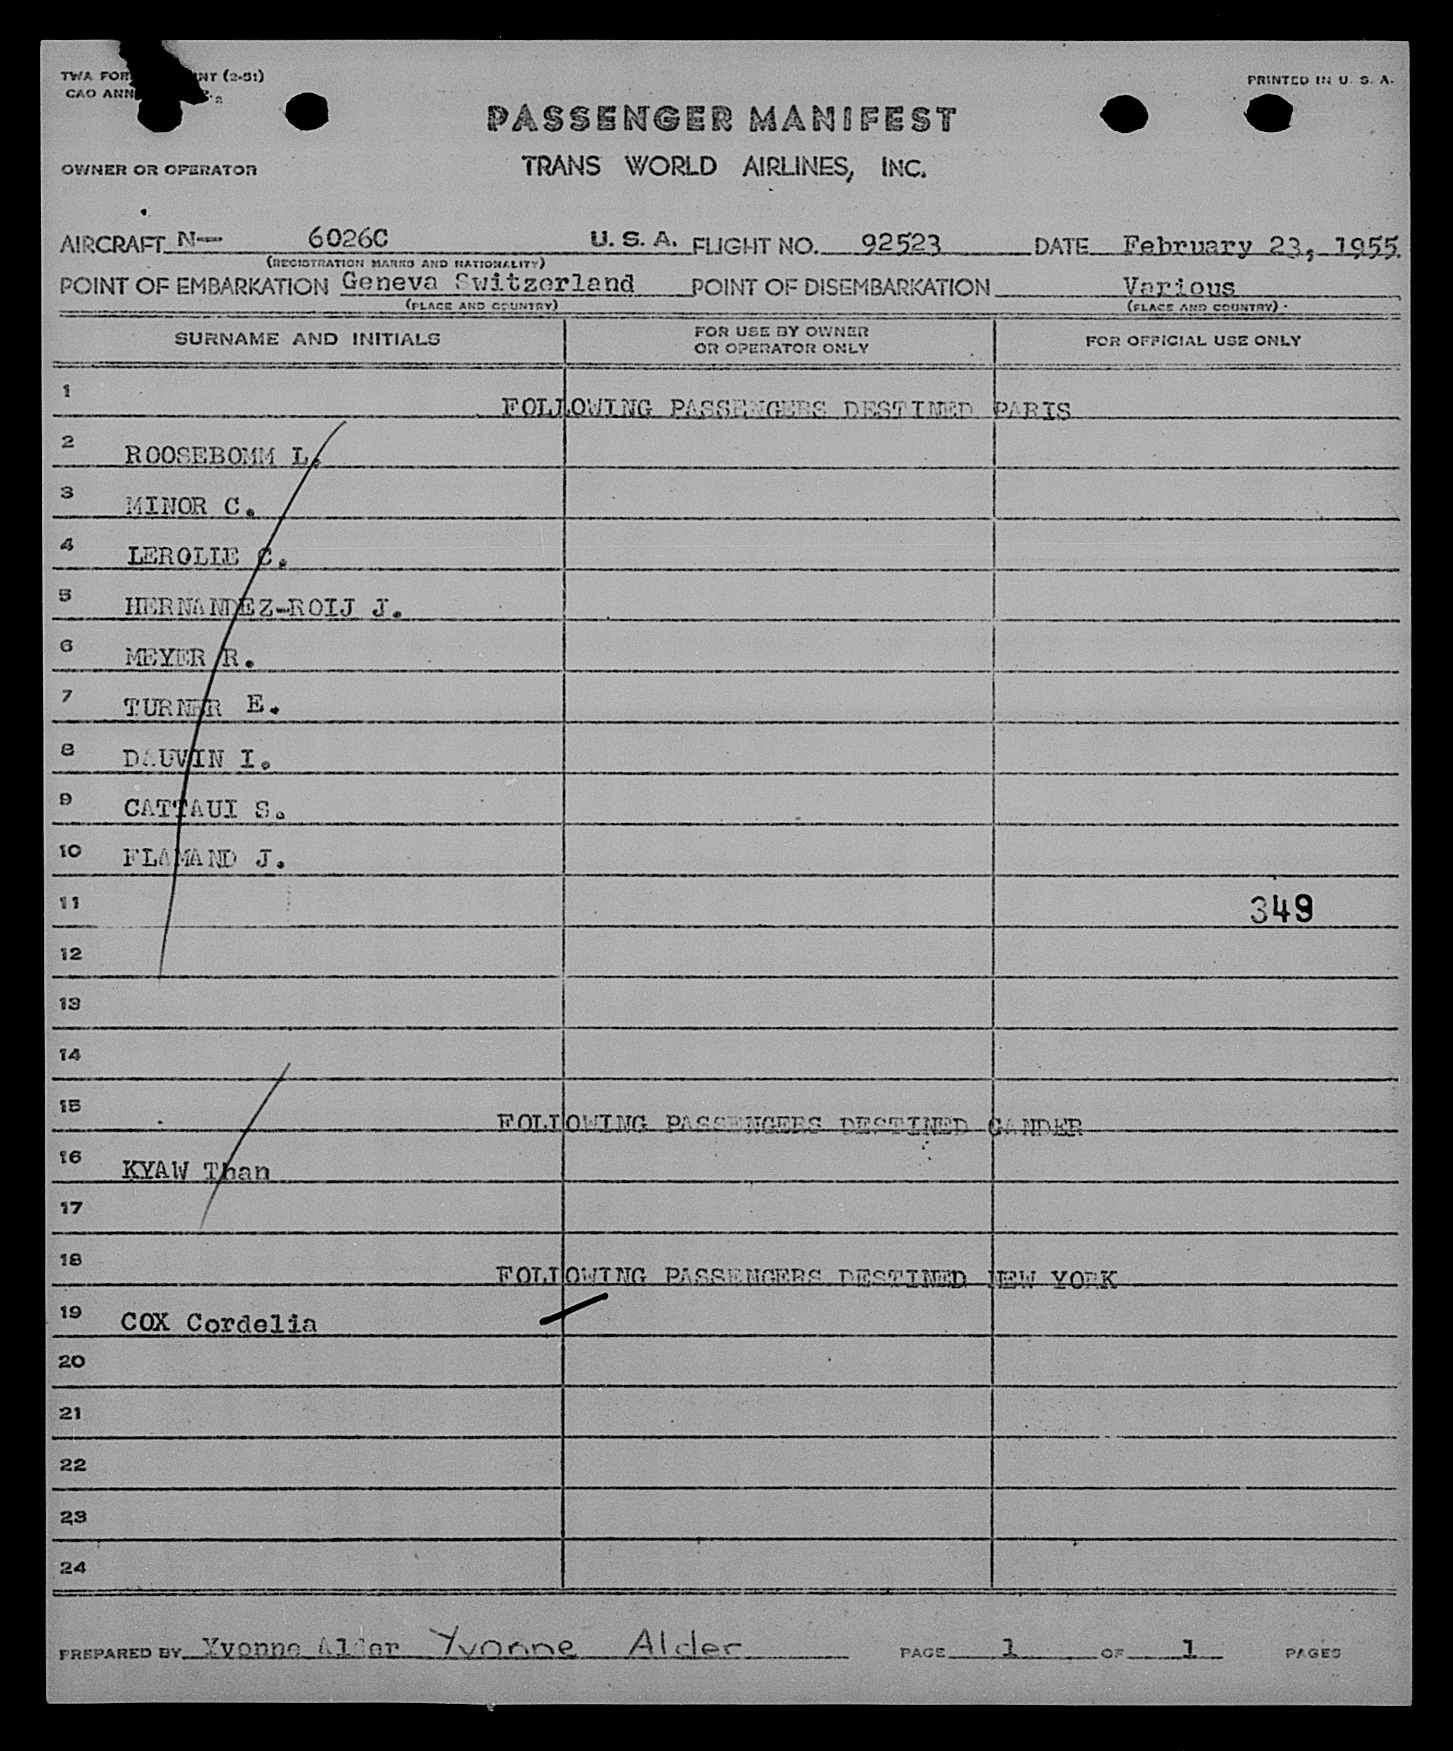 TWA FOR NT (2-51)
CAO ANN
PRINTED IN U. S. A.
PASSENGER MANIFEST
OWNER OR OPERATOR
TRANS WORLD AIRLINES, INC.
AIRCRAFT N— 6026C U. S. A. FLIGHT NO. 92523 DATE February 23, 1955.
(REGISTRATION MARKS AND NATIONALITY)
POINT OF EMBARKATION Geneva Switzerland POINT OF DISEMBARKATION Various
(PLACE AND COUNTRY) (PLACE AND COUNTRY)
SURNAME AND INITIALS FOR USE BY OWNER OR OPERATOR ONLY FOR OFFICIAL USE ONLY
1 FOLLOWING PASSENGERS DESTINED PARIS
2 ROOSEBOMM L.
3 MINOR C.
4 LEROLLE C.
5 HERNANDEZ-ROIJ J.
6 MEYER R.
7 TURNER E.
8 DAUVIN I.
9 CATTAUI S.
10 FLAMAND J.
11 349
12
13
14
15 FOLLOWING PASSENGERS DESTINED GANDER
16 KYAW Than
17
18 FOLLOWING PASSENGERS DESTINED NEW YORK
19 COX Cordelia
20
21
22
23
24
PREPARED BY Yvonne Alder Yvonne Alder PAGE 1 OF 1 PAGES